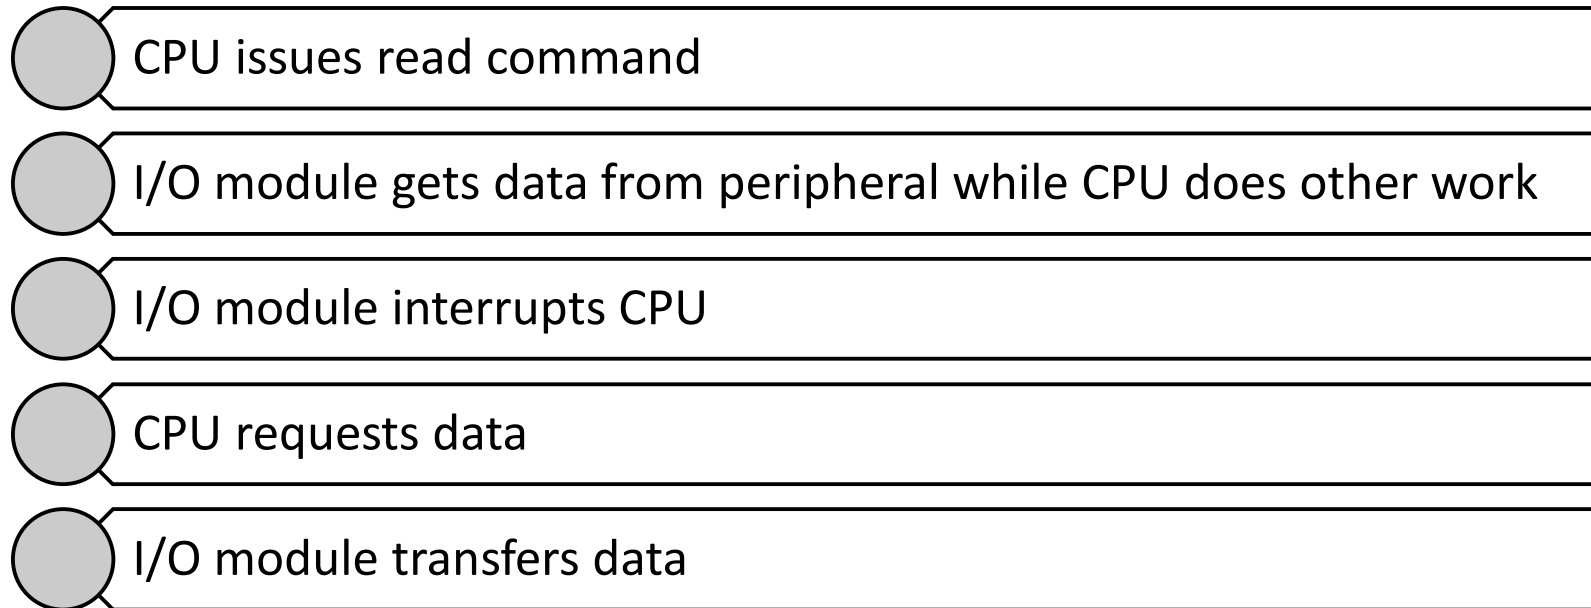 CPU issues read command
I/O module gets data from peripheral while CPU does other work
I/O module interrupts CPU
CPU requests data
I/O module transfers data